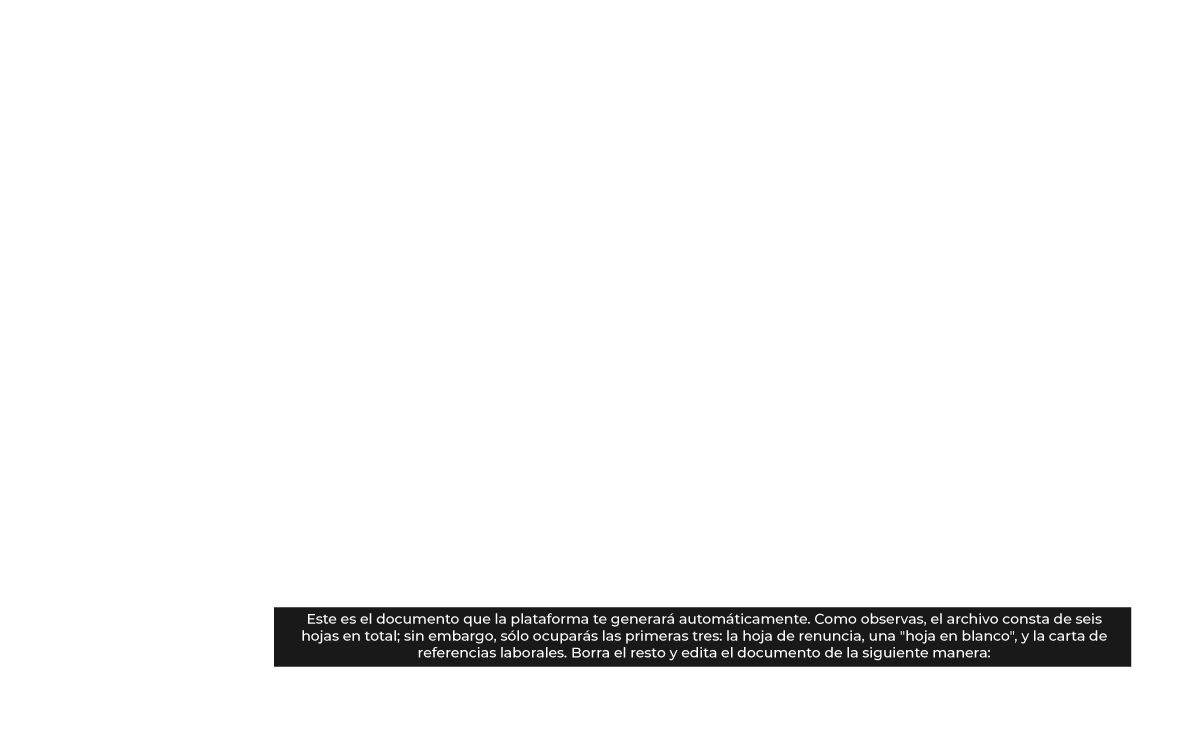 Este es el documento que la plataforma te generará automáticamente. Como observas, el archivo consta de seis
hojas en total; sin embargo, sólo ocuparás las primeras tres: la hoja de renuncia, una "hoja en blanco", y la carta de
referencias laborales. Borra el resto y edita el documento de la siguiente manera: